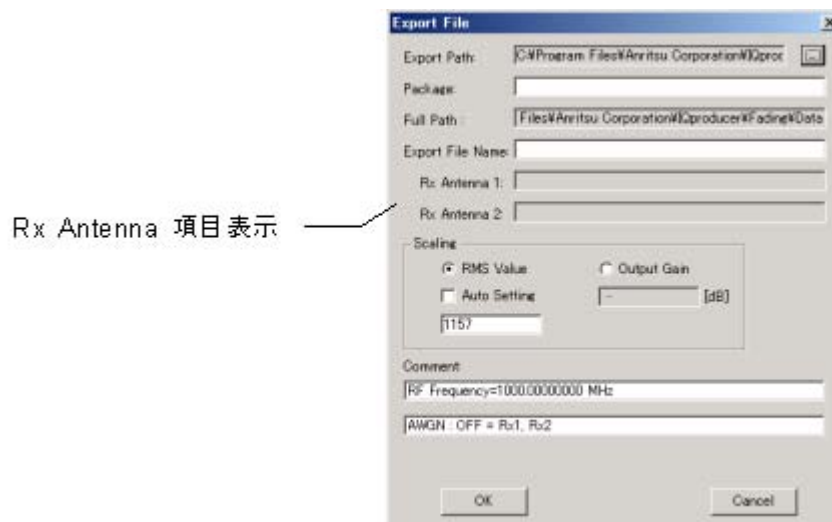 Export File
Export Path: C:¥Program Files¥Anritsu Corporation¥IQproc ...
Package:
Full Path : Files¥Anritsu Corporation¥IQproducer¥Fading¥Data
Export File Name:
Rx Antenna 1:
Rx Antenna 2:
Rx Antenna 項目表示
Scaling
RMS Value Output Gain
Auto Setting - [dB]
1157
Comment
RF Frequency=1000.00000000 MHz
AWGN : OFF = Rx1, Rx2
OK Cancel